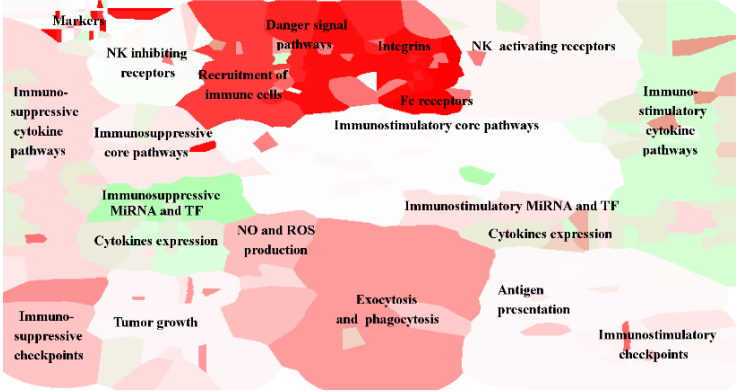 Markers
NK inhibiting
receptors
Danger signal
pathways
Integrins
NK activating receptors
Recruitment of
immune cells
Fc receptors
Immuno-
suppressive
cytokine
pathways
Immunosuppressive
core pathways
Immunostimulatory core pathways
Immuno-
stimulatory
cytokine
pathways
Immunosuppressive
MiRNA and TF
Immunostimulatory MiRNA and TF
Cytokines expression
NO and ROS
production
Cytokines expression
Immuno-
suppressive
checkpoints
Tumor growth
Exocytosis
and phagocytosis
Antigen
presentation
Immunostimulatory
checkpoints